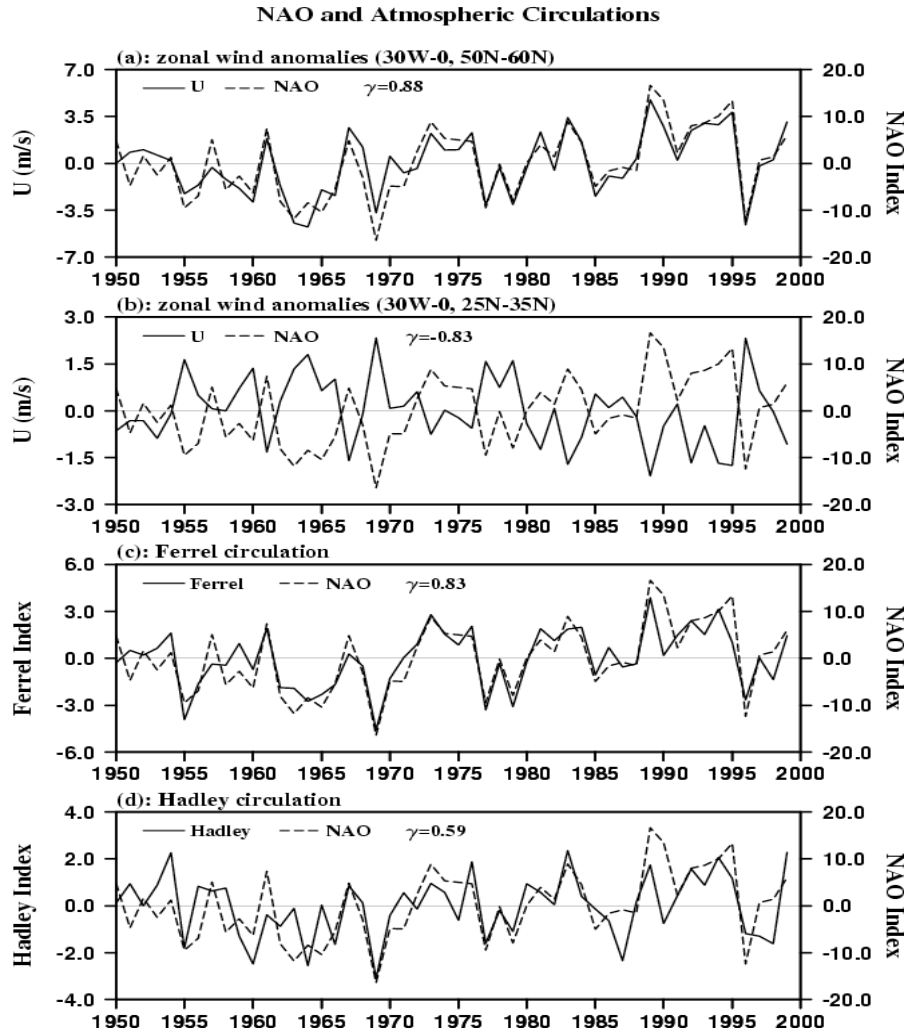 NAO and Atmospheric Circulations
(a): zonal wind anomalies (30W-0, 50N-60N)
U (m/s)
7.0
3.5
0.0
-3.5
-7.0
U NAO γ=0.88
20.0
10.0
0.0
-10.0
-20.0
NAO Index
1950 1955 1960 1965 1970 1975 1980 1985 1990 1995 2000
(b): zonal wind anomalies (30W-0, 25N-35N)
U (m/s)
3.0
1.5
0.0
-1.5
-3.0
U NAO γ=-0.83
20.0
10.0
0.0
-10.0
-20.0
NAO Index
1950 1955 1960 1965 1970 1975 1980 1985 1990 1995 2000
(c): Ferrel circulation
Ferrel Index
6.0
3.0
0.0
-3.0
-6.0
Ferrel NAO γ=0.83
20.0
10.0
0.0
-10.0
-20.0
NAO Index
1950 1955 1960 1965 1970 1975 1980 1985 1990 1995 2000
(d): Hadley circulation
Hadley Index
4.0
2.0
0.0
-2.0
-4.0
Hadley NAO γ=0.59
20.0
10.0
0.0
-10.0
-20.0
NAO Index
1950 1955 1960 1965 1970 1975 1980 1985 1990 1995 2000